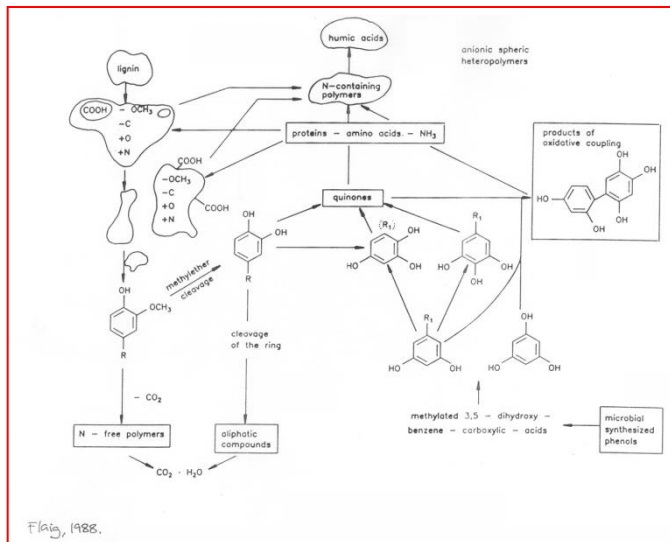 humic acids
anionic spheric
heteropolymers
lignin
N-containing
polymers
COOH
- OCH₃
-C
+O
+N
proteins - amino acids - NH₃
products of
oxidative coupling
COOH
-OCH₃
-C
+O
+N
COOH
quinones
OH
OH
HO
OH
OH
OH
OH
R
(R₁)
OH
HO
OH
R₁
HO
OH
OH
methylether
cleavage
OH
OCH₃
R
cleavage
of the ring
R₁
HO
OH
OH
HO
OH
- CO₂
N - free polymers
aliphatic
compounds
methylated 3,5 - dihydroxy -
benzene - carboxylic - acids
microbial
synthesized
phenols
CO₂ - H₂O
Flaig, 1988.